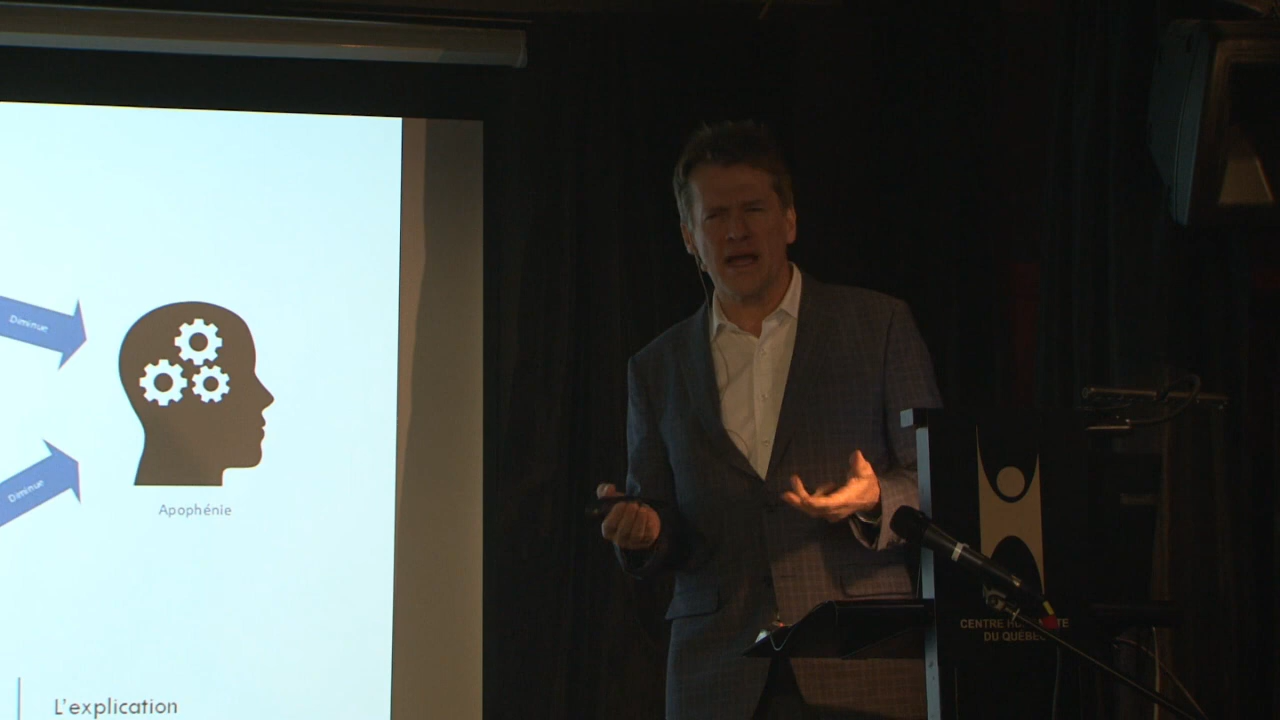 Diminue
Diminue
Apophénie
L'explication
CENTRE
DU QUÉBEC